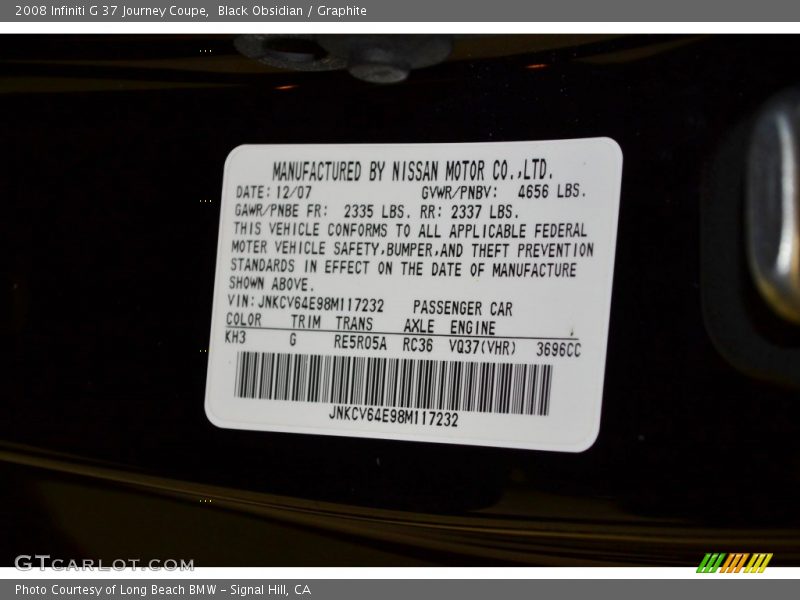 2008 Infiniti G 37 Journey Coupe,  Black Obsidian / Graphite
MANUFACTURED BY NISSAN MOTOR CO.,LTD.
DATE: 12/07 GVWR/PNBV: 4656 LBS.
GAWR/PNBE FR: 2335 LBS. RR: 2337 LBS.
THIS VEHICLE CONFORMS TO ALL APPLICABLE FEDERAL
MOTER VEHICLE SAFETY,BUMPER,AND THEFT PREVENTION
STANDARDS IN EFFECT ON THE DATE OF MANUFACTURE
SHOWN ABOVE.
VIN:JNKCV64E98M117232 PASSENGER CAR
COLOR TRIM TRANS AXLE ENGINE
KH3 G RE5R05A RC36 VQ37(VHR) 3696CC
JNKCV64E98M117232
GTCARLOT.COM
Photo Courtesy of Long Beach BMW - Signal Hill, CA